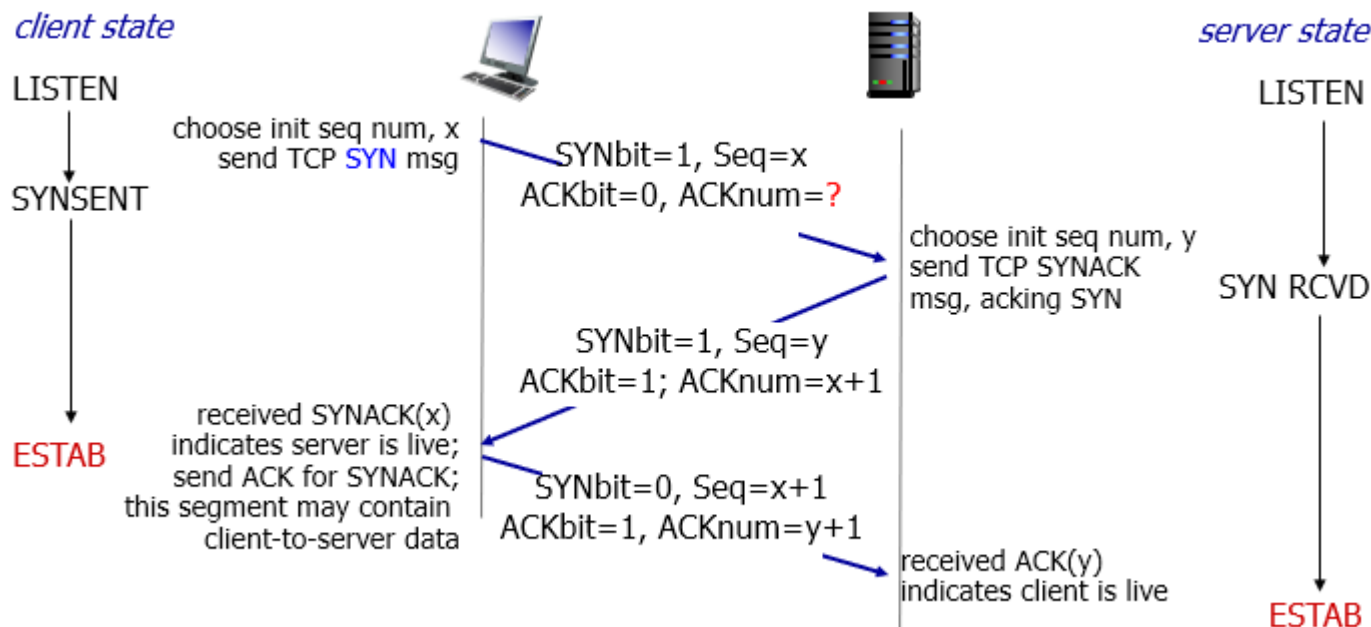 client state
server state
LISTEN
LISTEN
choose init seq num, x
send TCP SYN msg
SYNbit=1, Seq=x
ACKbit=0, ACKnum=?
SYNSENT
choose init seq num, y
send TCP SYNACK
msg, acking SYN
SYN RCVD
SYNbit=1, Seq=y
ACKbit=1; ACKnum=x+1
received SYNACK(x)
indicates server is live;
send ACK for SYNACK;
this segment may contain
client-to-server data
ESTAB
SYNbit=0, Seq=x+1
ACKbit=1, ACKnum=y+1
received ACK(y)
indicates client is live
ESTAB